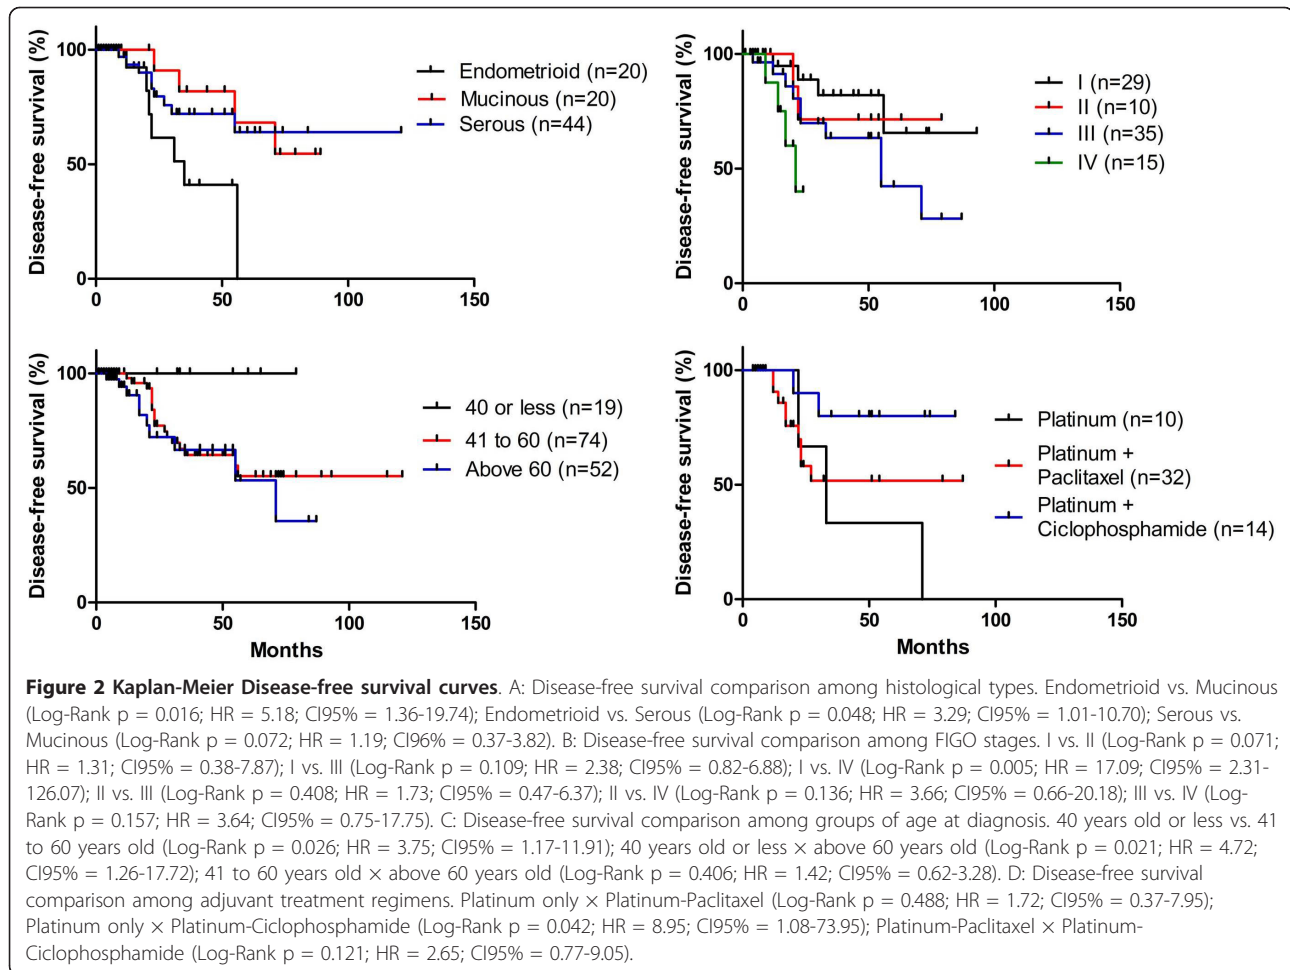 Disease-free survival (%)
100
50
0
0
50
100
150
Endometrioid (n=20)
Mucinous (n=20)
Serous (n=44)
Disease-free survival (%)
100
50
0
0
50
100
150
I (n=29)
II (n=10)
III (n=35)
IV (n=15)
Disease-free survival (%)
100
50
0
0
50
100
150
Months
40 or less (n=19)
41 to 60 (n=74)
Above 60 (n=52)
Disease-free survival (%)
100
50
0
0
50
100
150
Months
Platinum (n=10)
Platinum +
Paclitaxel (n=32)
Platinum +
Ciclophosphamide (n=14)
Figure 2 Kaplan-Meier Disease-free survival curves. A: Disease-free survival comparison among histological types. Endometrioid vs. Mucinous
(Log-Rank p = 0.016; HR = 5.18; CI95% = 1.36-19.74); Endometrioid vs. Serous (Log-Rank p = 0.048; HR = 3.29; CI95% = 1.01-10.70); Serous vs.
Mucinous (Log-Rank p = 0.072; HR = 1.19; CI96% = 0.37-3.82). B: Disease-free survival comparison among FIGO stages. I vs. II (Log-Rank p = 0.071;
HR = 1.31; CI95% = 0.38-7.87); I vs. III (Log-Rank p = 0.109; HR = 2.38; CI95% = 0.82-6.88); I vs. IV (Log-Rank p = 0.005; HR = 17.09; CI95% = 2.31-
126.07); II vs. III (Log-Rank p = 0.408; HR = 1.73; CI95% = 0.47-6.37); II vs. IV (Log-Rank p = 0.136; HR = 3.66; CI95% = 0.66-20.18); III vs. IV (Log-
Rank p = 0.157; HR = 3.64; CI95% = 0.75-17.75). C: Disease-free survival comparison among groups of age at diagnosis. 40 years old or less vs. 41
to 60 years old (Log-Rank p = 0.026; HR = 3.75; CI95% = 1.17-11.91); 40 years old or less × above 60 years old (Log-Rank p = 0.021; HR = 4.72;
CI95% = 1.26-17.72); 41 to 60 years old × above 60 years old (Log-Rank p = 0.406; HR = 1.42; CI95% = 0.62-3.28). D: Disease-free survival
comparison among adjuvant treatment regimens. Platinum only × Platinum-Paclitaxel (Log-Rank p = 0.488; HR = 1.72; CI95% = 0.37-7.95);
Platinum only × Platinum-Ciclophosphamide (Log-Rank p = 0.042; HR = 8.95; CI95% = 1.08-73.95); Platinum-Paclitaxel × Platinum-
Ciclophosphamide (Log-Rank p = 0.121; HR = 2.65; CI95% = 0.77-9.05).